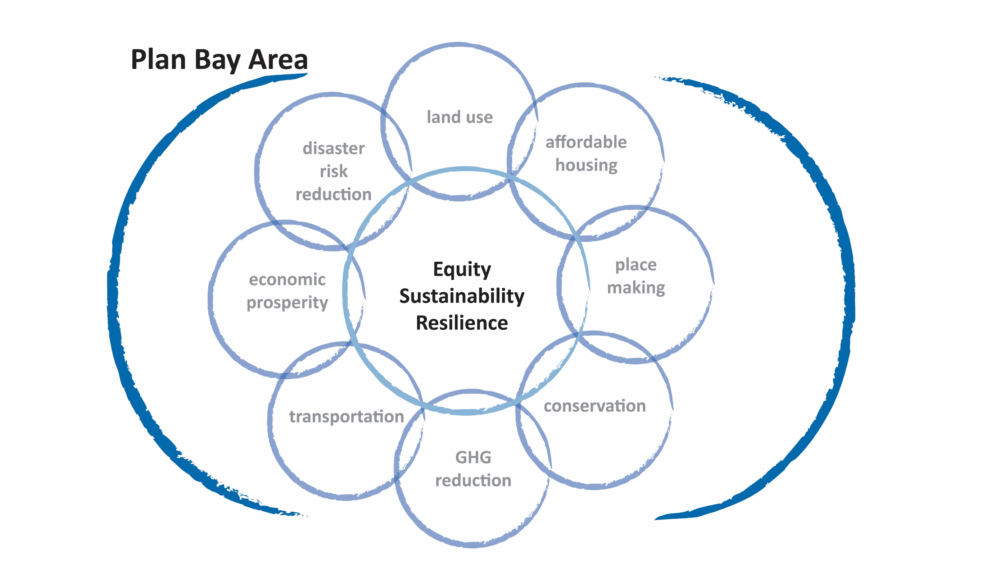 Plan Bay Area
land use
affordable
housing
disaster
risk
reduction
place
making
economic
prosperity
Equity
Sustainability
Resilience
conservation
transportation
GHG
reduction